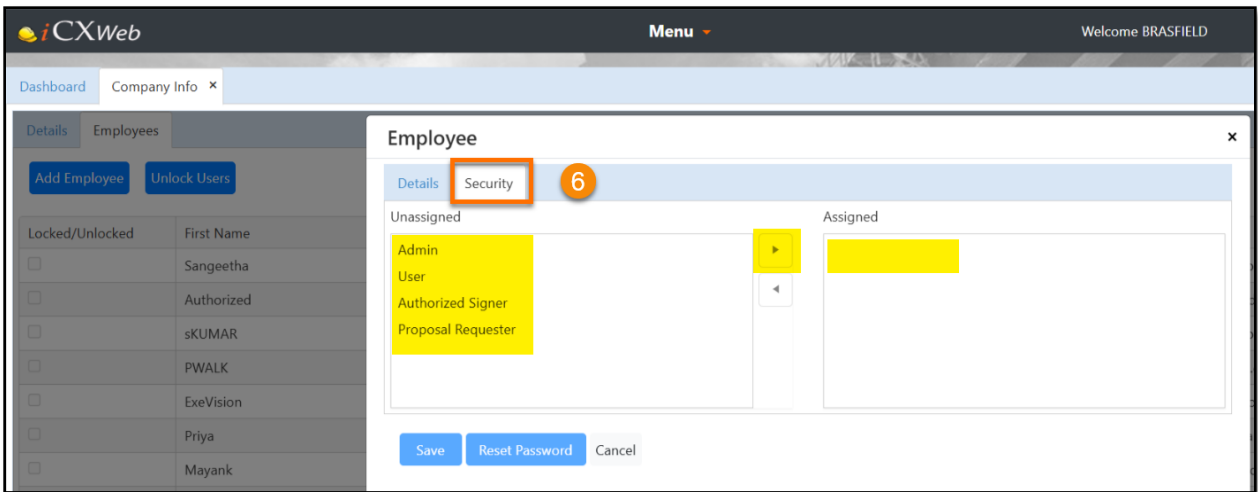 iCXWeb
Menu
Welcome BRASFIELD
Dashboard
Company Info ×
Details
Employees
Add Employee
Unlock Users
Locked/Unlocked
First Name
Sangeetha
Authorized
sKUMAR
PWALK
ExeVision
Priya
Mayank
Employee
×
Details
Security
6
Unassigned
Assigned
Admin
User
Authorized Signer
Proposal Requester
Save
Reset Password
Cancel